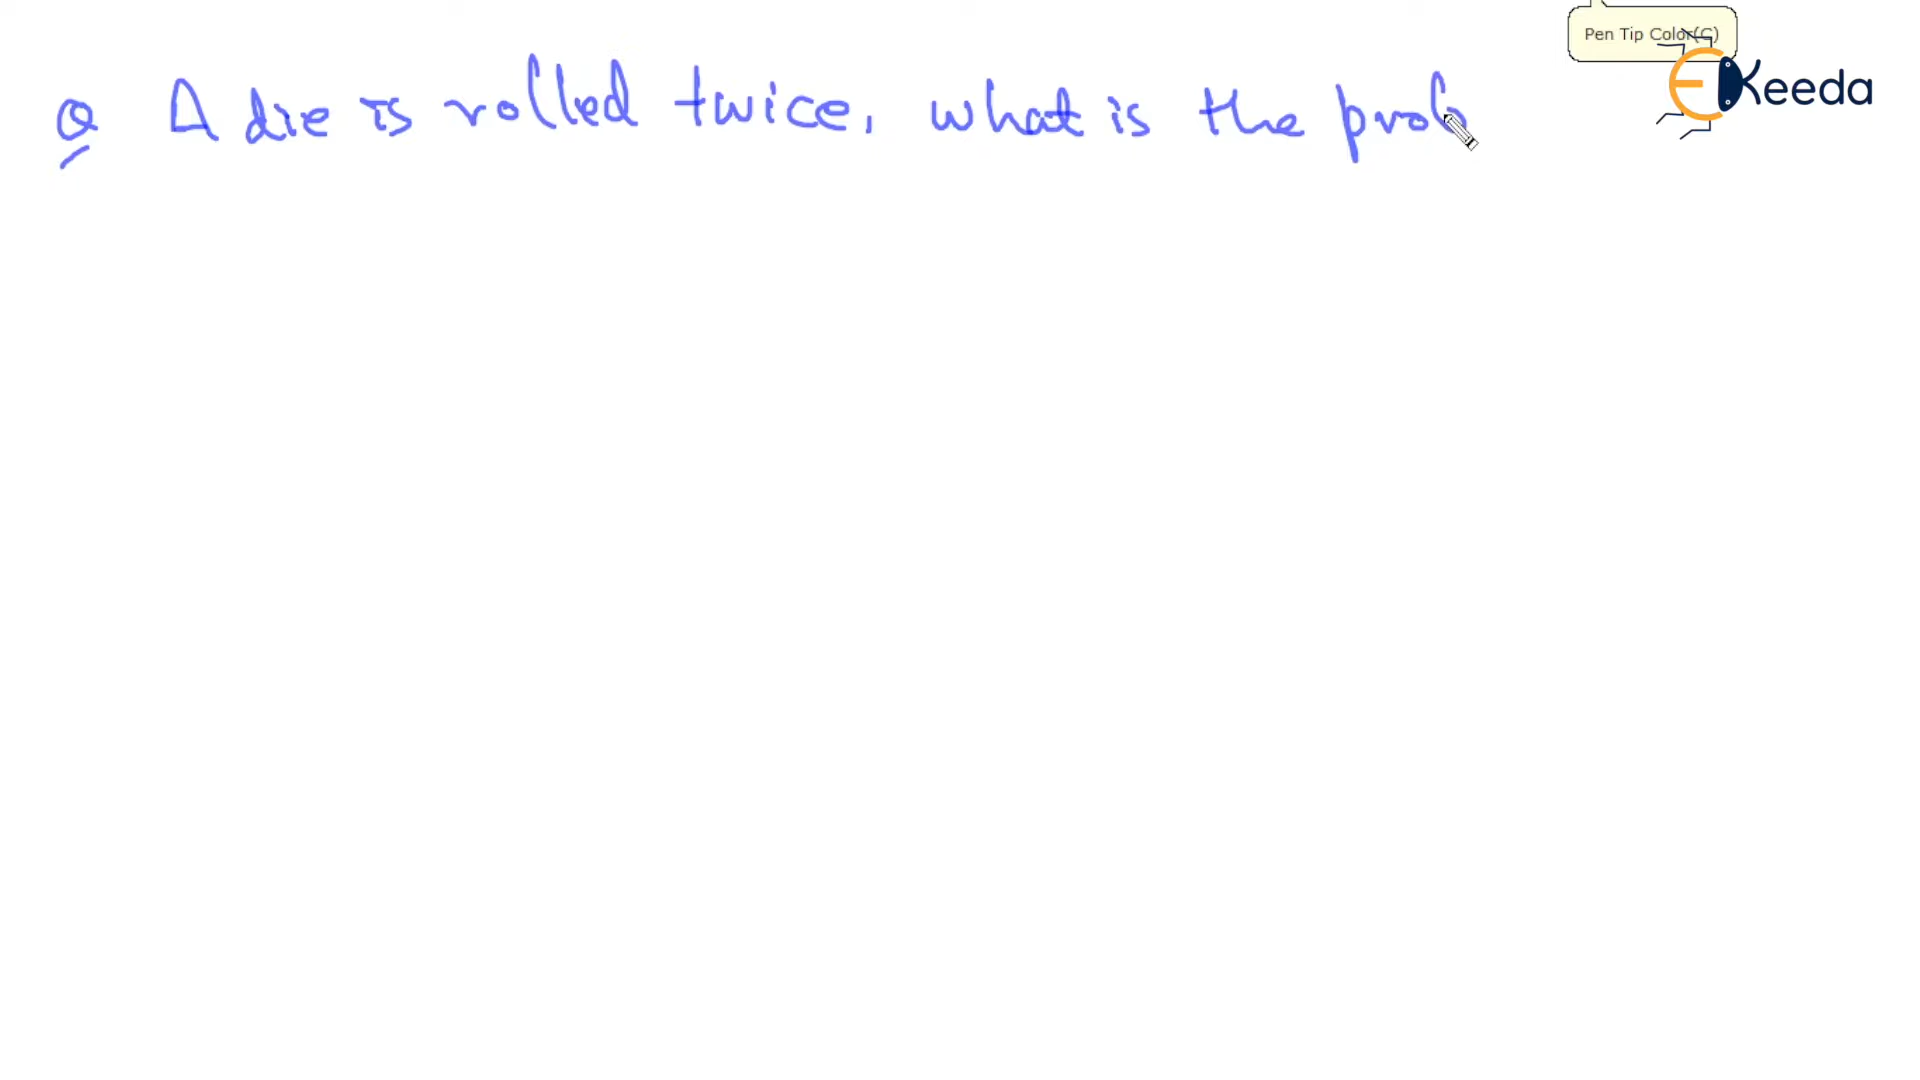 Pen Tip Color(C)
EKeeda
Q A die is rolled twice, what is the prob